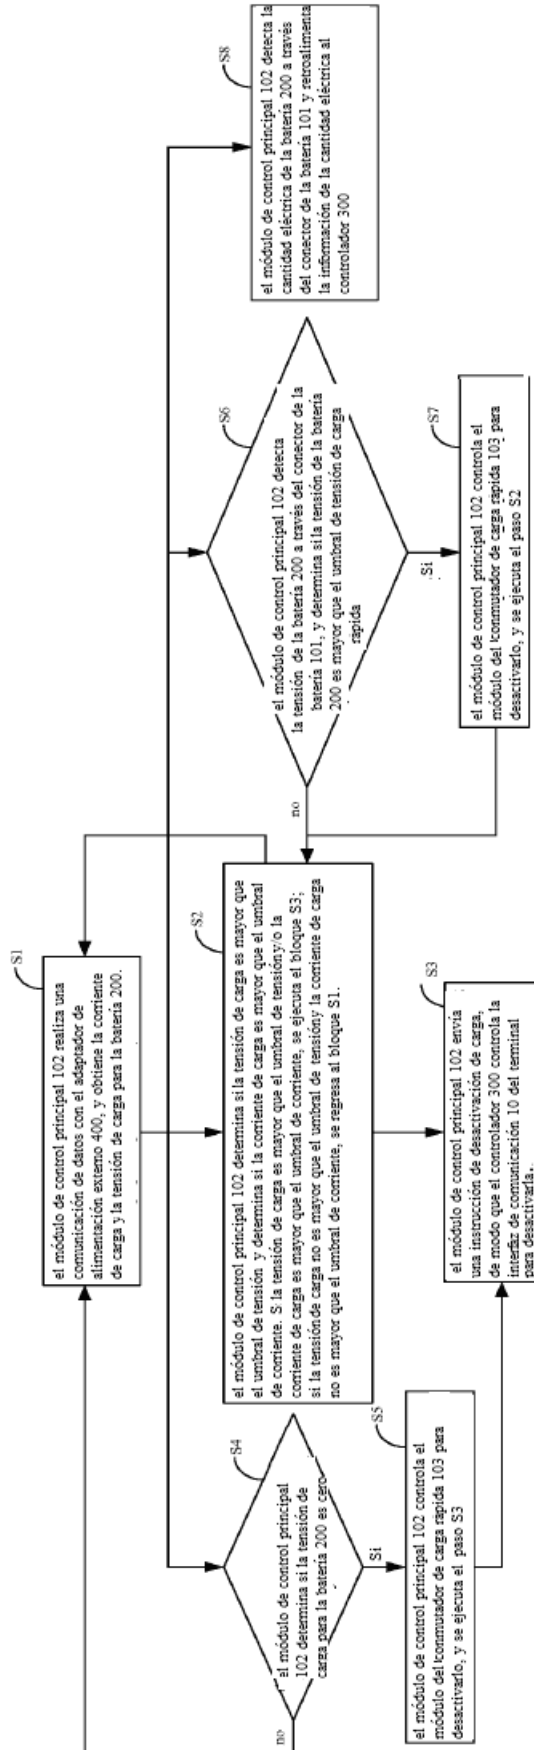 S1
el módulo de control principal 102 realiza una
comunicación de datos con el adaptador de
alimentación externo 400, y obtiene la corriente
de carga y la tensión de carga para la batería 200.
S2
el módulo de control principal 102 determina si la tensión de carga es mayor que
el umbral de tensión y determina si la corriente de carga es mayor que el umbral
de corriente. S la tensión de carga es mayor que el umbral de tensión y/o la
corriente de carga es mayor que el umbral de corriente, se ejecuta el bloque S3;
si la tensión de carga no es mayor que el umbral de tensión y la corriente de carga
no es mayor que el umbral de corriente, se regresa al bloque S1.
S3
el módulo de control principal 102 envía
una instrucción de desactivación de carga,
de modo que el controlador 300 controla la
interfaz de comunicación 10 del terminal
para desactivarla.
S4
el módulo de control principal
102 determina si la tensión de
carga para la batería 200 es cero
no
Si
S5
el módulo de control principal 102 controla el
módulo del conmutador de carga rápida 103 para
desactivarlo, y se ejecuta el paso S3
S6
el módulo de control principal 102 detecta
la tensión de la batería 200 a través del conector de la
batería 101, y determina si la tensión de la batería
200 es mayor que el umbral de tensión de carga
rápida
no
Si
S7
el módulo de control principal 102 controla el
módulo del conmutador de carga rápida 103 para
desactivarlo, y se ejecuta el paso S2
S8
el módulo de control principal 102 detecta la
cantidad eléctrica de la batería 200 a través
del conector de la batería 101 y retroalimenta
la información de la cantidad eléctrica al
controlador 300